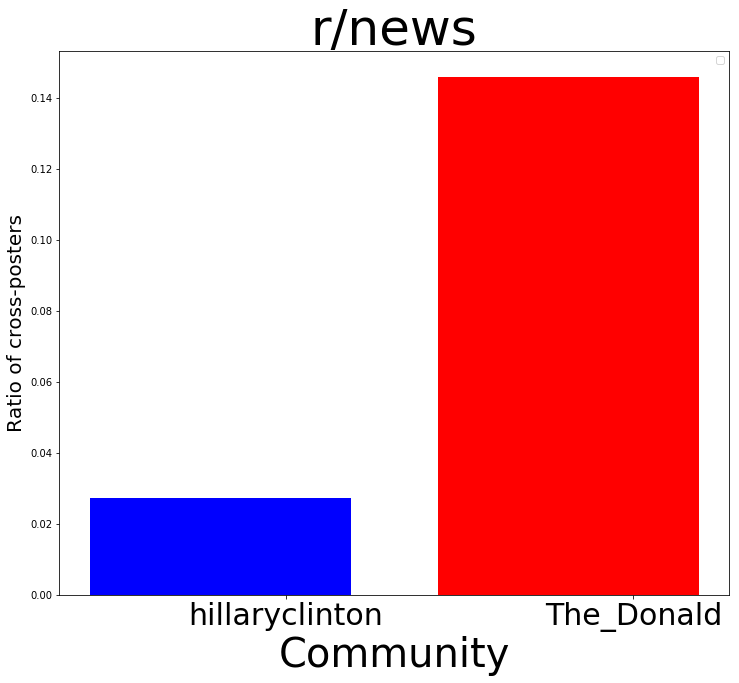 r/news
0.14
0.12
0.10
0.08
0.06
0.04
0.02
0.00
Ratio of cross-posters
hillaryclinton The_Donald
Community